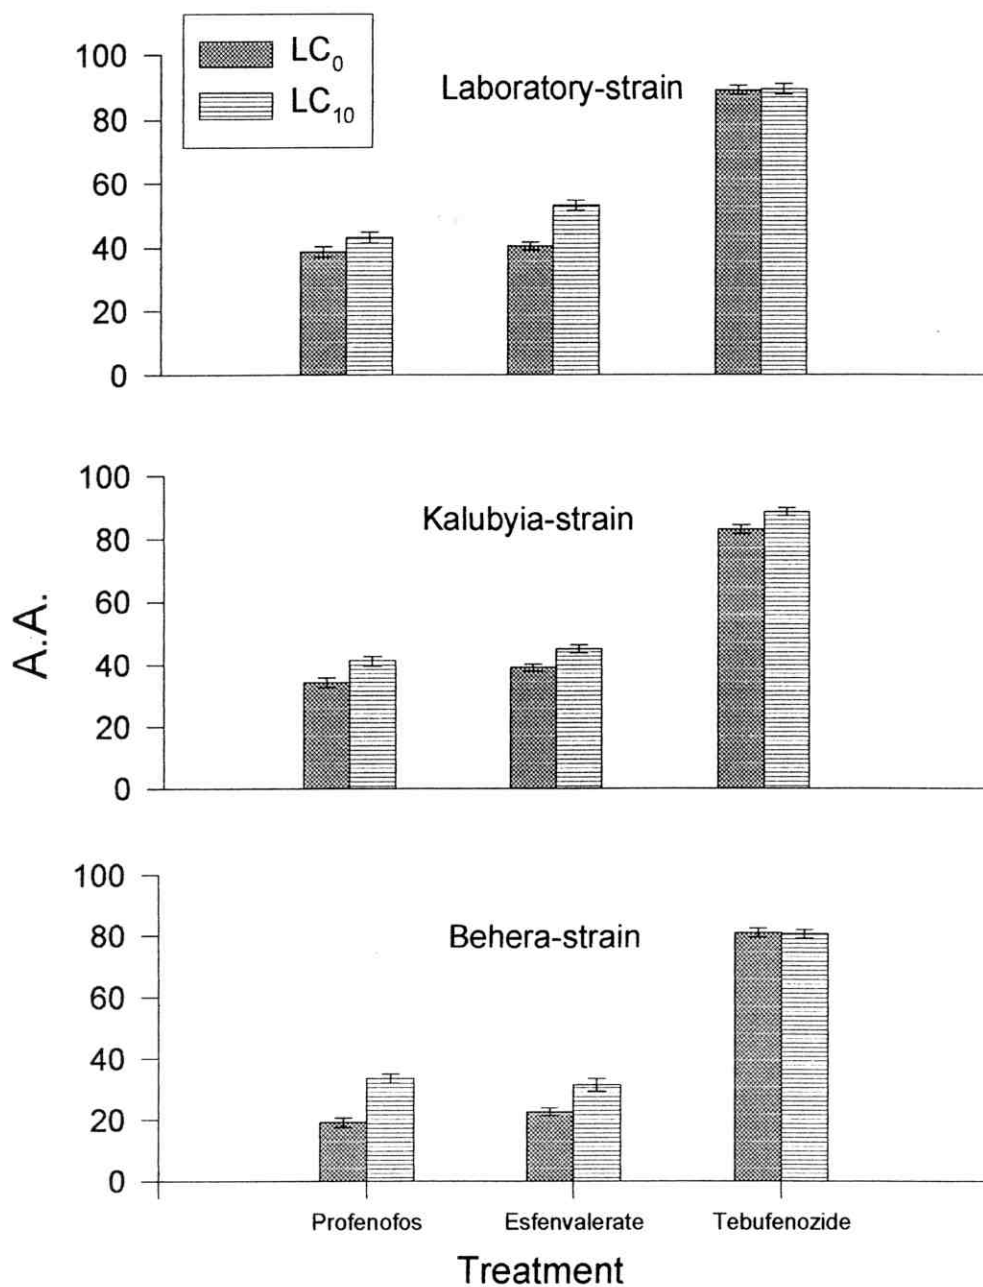 LC0
LC10
Laboratory-strain
100
80
60
40
20
0
Kalubyia-strain
100
80
60
40
20
0
A.A.
Behera-strain
100
80
60
40
20
0
Profenofos Esfenvalerate Tebufenozide
Treatment